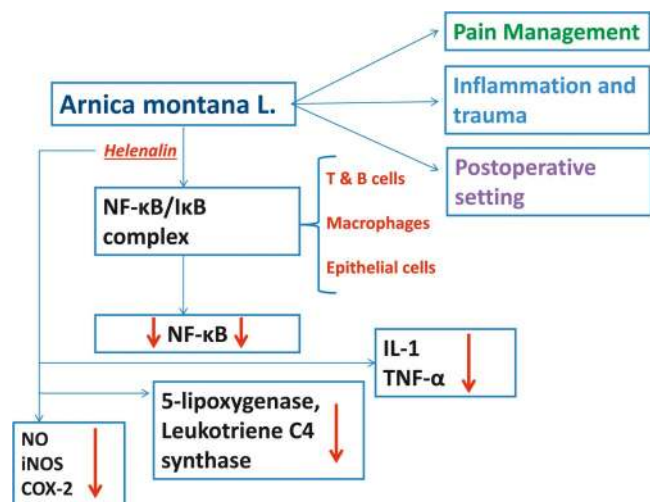 Pain Management
Arnica montana L.
Inflammation and
trauma
Helenalin
Postoperative
setting
NF-κB/IκB
complex
T & B cells
Macrophages
Epithelial cells
NF-κB
IL-1
TNF-α
5-lipoxygenase,
Leukotriene C4
synthase
NO
iNOS
COX-2